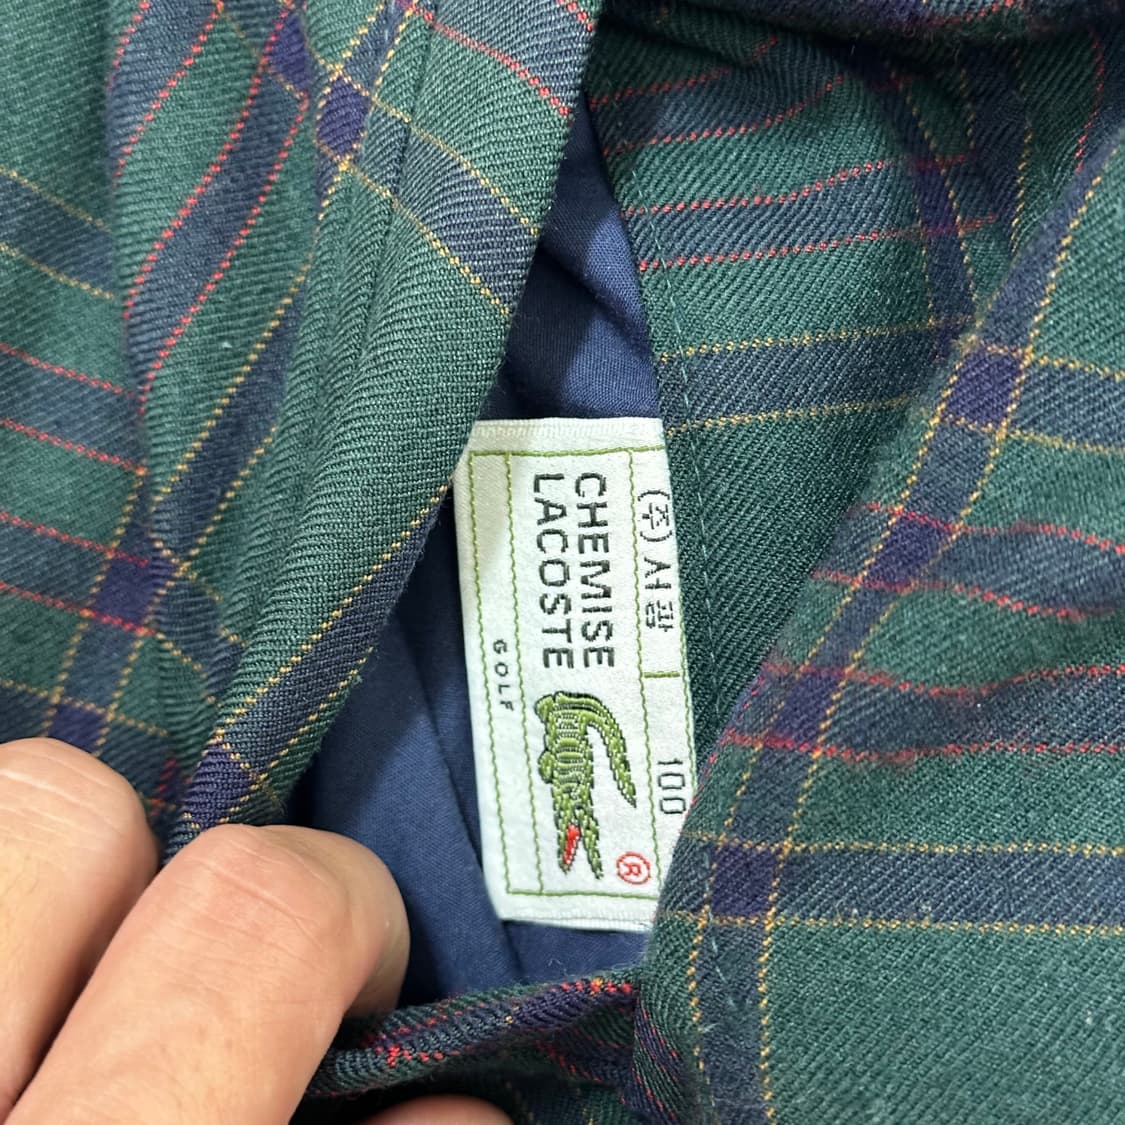 (주)서광 100
CHEMISE
LACOSTE
®
GOLF